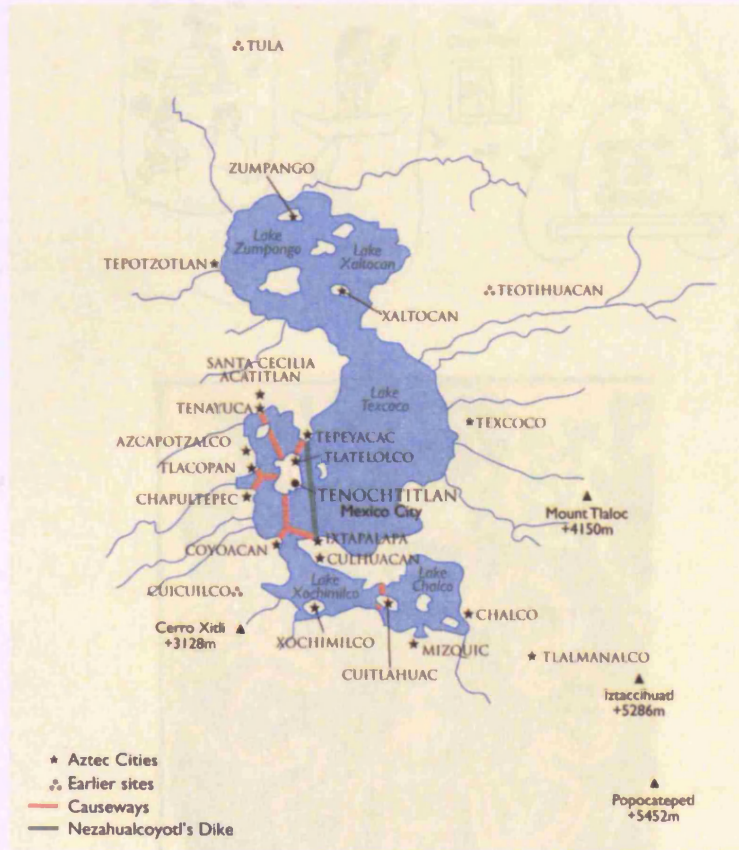 TULA
ZUMPANGO
Lake
Zumpango
Lake
Xaltocan
TEPOTZOTLAN
TEOTIHUACAN
XALTOCAN
SANTA CECILIA
ACATITLAN
Lake
Texcoco
TENAYUCA
TEXCOCO
TEPEYACAC
AZCAPOTZALCO
TLATELOLCO
TLACOPAN
TENOCHTITLAN
Mexico City
CHAPULTEPEC
Mount Tlaloc
+4150m
IXTAPALAPA
COYOACAN
CULHUACAN
Lake
Xochimilco
Lake
Chalco
CUICUILCO
CHALCO
Cerro Xitli
+3128m
XOCHIMILCO
MIZQUIC
TLALMANALCO
CUITLAHUAC
Iztaccihuatl
+5286m
Aztec Cities
Earlier sites
Causeways
Nezahualcoyotl's Dike
Popocatepetl
+5452m